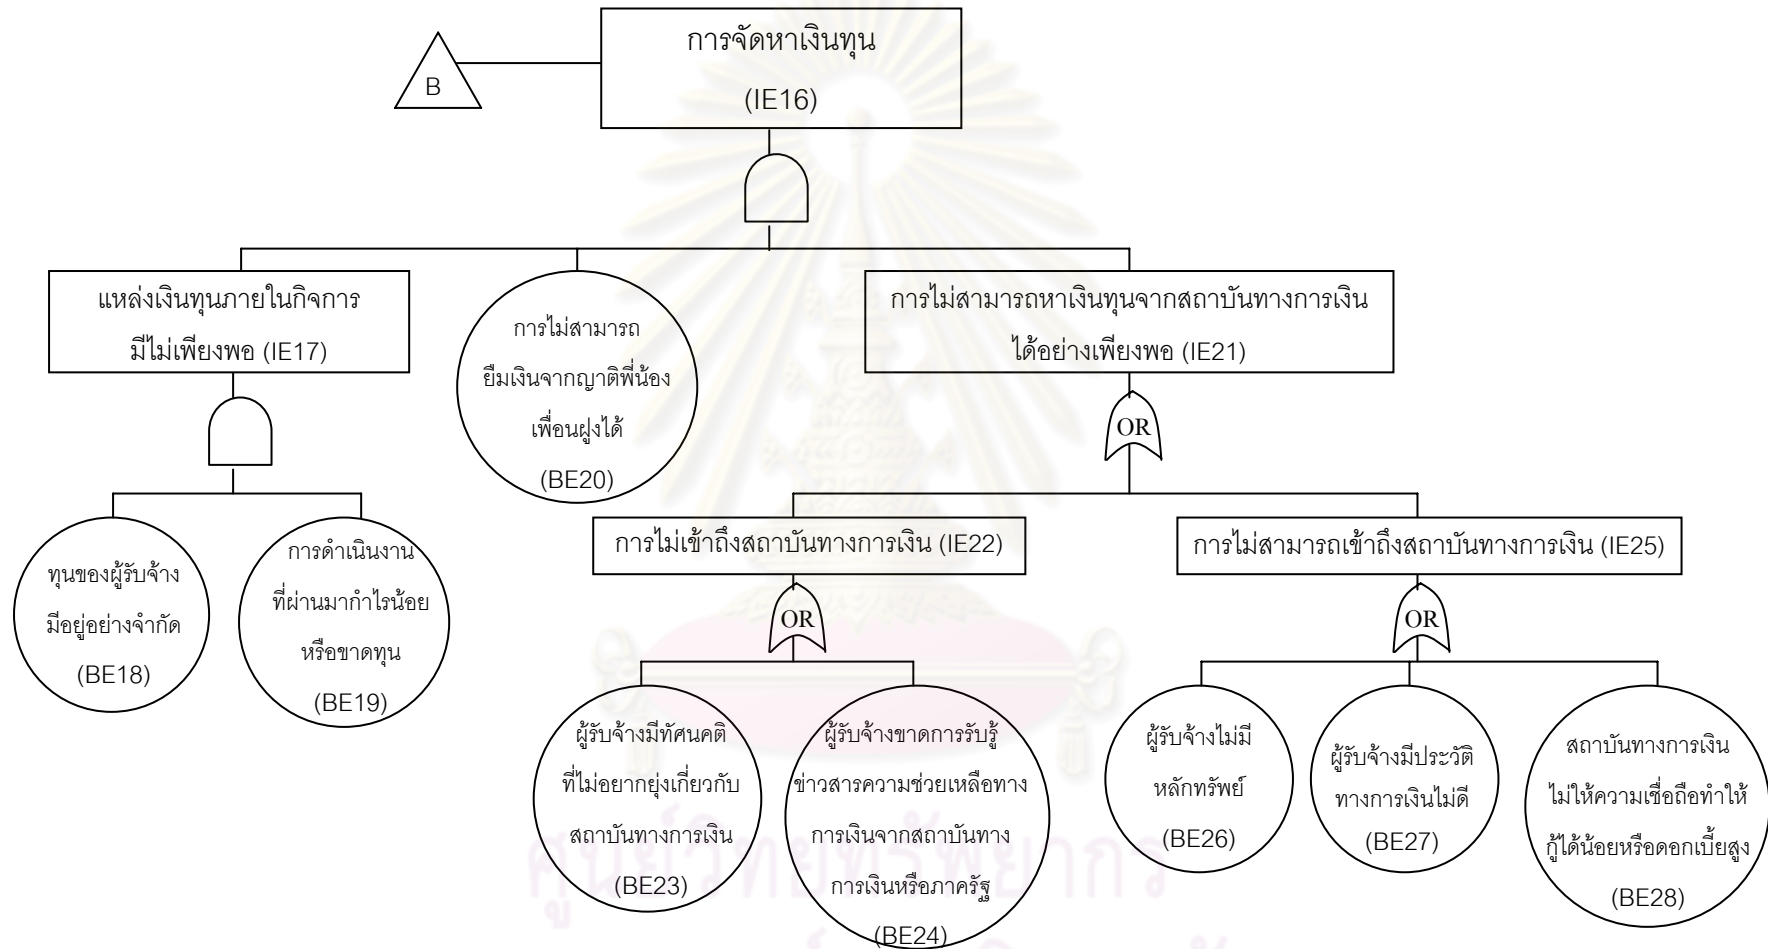 การจัดหาเงินทุน
(IE16)
B
แหล่งเงินทุนภายในกิจการ
มีไม่เพียงพอ (IE17)
การไม่สามารถ
ยืมเงินจากญาติพี่น้อง
เพื่อนฝูงได้
(BE20)
การไม่สามารถหาเงินทุนจากสถาบันทางการเงิน
ได้อย่างเพียงพอ (IE21)
OR
ทุนของผู้รับจ้าง
มีอยู่อย่างจำกัด
(BE18)
การดำเนินงาน
ที่ผ่านมากำไรน้อย
หรือขาดทุน
(BE19)
การไม่เข้าถึงสถาบันทางการเงิน (IE22)
การไม่สามารถเข้าถึงสถาบันทางการเงิน (IE25)
OR
OR
ผู้รับจ้างมีทัศนคติ
ที่ไม่อยากยุ่งเกี่ยวกับ
สถาบันทางการเงิน
(BE23)
ผู้รับจ้างขาดการรับรู้
ข่าวสารความช่วยเหลือทาง
การเงินจากสถาบันทาง
การเงินหรือภาครัฐ
(BE24)
ผู้รับจ้างไม่มี
หลักทรัพย์
(BE26)
ผู้รับจ้างมีประวัติ
ทางการเงินไม่ดี
(BE27)
สถาบันทางการเงิน
ไม่ให้ความเชื่อถือทำให้
กู้ได้น้อยหรือดอกเบี้ยสูง
(BE28)
ศูนย์วิทยทรัพยากร